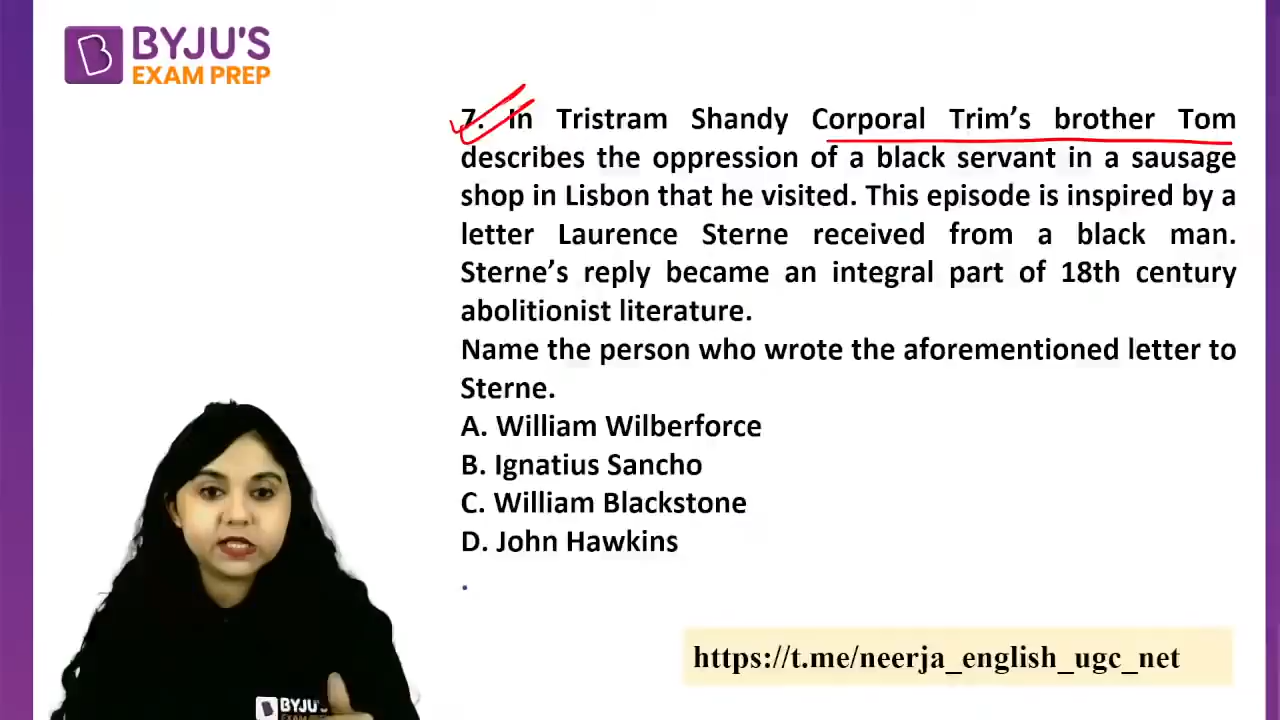 BYJU'S
EXAM PREP
7. In Tristram Shandy Corporal Trim’s brother Tom
describes the oppression of a black servant in a sausage
shop in Lisbon that he visited. This episode is inspired by a
letter Laurence Sterne received from a black man.
Sterne’s reply became an integral part of 18th century
abolitionist literature.
Name the person who wrote the aforementioned letter to
Sterne.
A. William Wilberforce
B. Ignatius Sancho
C. William Blackstone
D. John Hawkins
.
https://t.me/neerja_english_ugc_net
BYJU'S
EXAM PREP